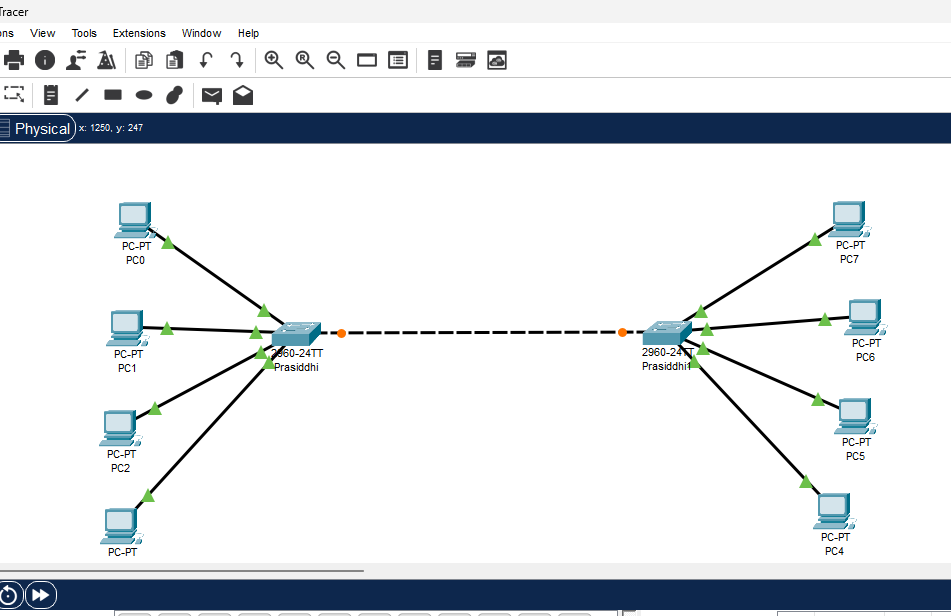 Tracer
ons View Tools Extensions Window Help
Physical x: 1250, y: 247
PC-PT
PC0
PC-PT
PC7
PC-PT
PC1
PC-PT
PC6
2960-24TT
Prasiddhi
2960-24TT
Prasiddhi1
PC-PT
PC2
PC-PT
PC5
PC-PT
PC-PT
PC4